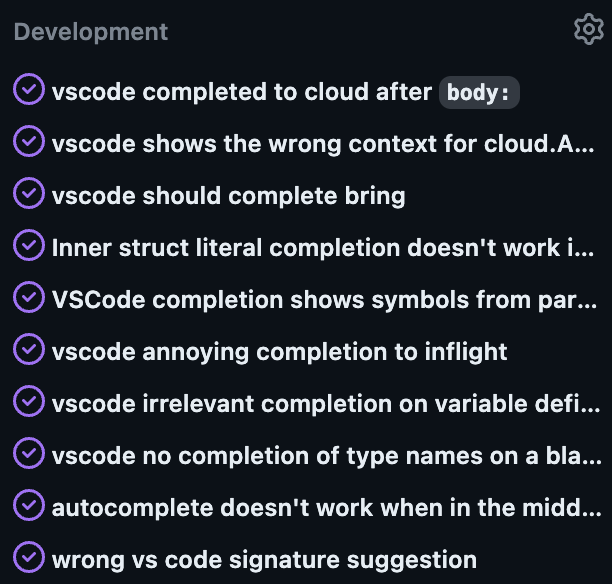 Development
vscode completed to cloud after body:
vscode shows the wrong context for cloud.A...
vscode should complete bring
Inner struct literal completion doesn't work i...
VSCode completion shows symbols from par...
vscode annoying completion to inflight
vscode irrelevant completion on variable defi...
vscode no completion of type names on a bla...
autocomplete doesn't work when in the midd...
wrong vs code signature suggestion